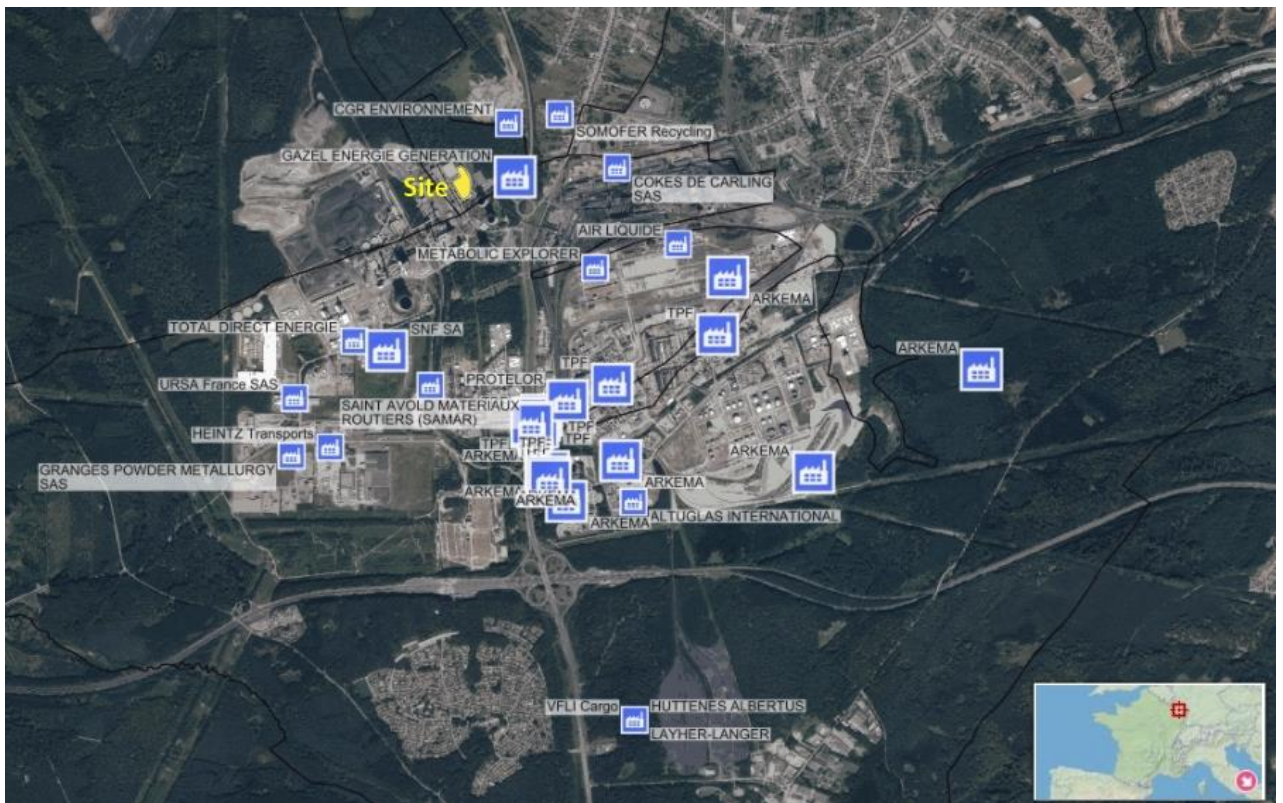 CGR ENVIRONNEMENT
SOMOFER Recycling
GAZEL ENERGIE GENERATION
Site
COKES DE CARLING
SAS
AIR LIQUIDE
METABOLIC EXPLORER
ARKEMA
TPF
TOTAL DIRECT ENERGIE
SNF SA
ARKEMA
TPF
URSA France SAS
PROTELOR
SAINT AVOLD MATERIAUX
ROUTIERS (SAMAR)
TPF
HEINTZ Transports
TPF
TPF
TPF
ARKEMA
ARKEMA
GRANGES POWDER METALLURGY
SAS
ARKEMA
ARKEMA
ARKEMA
ARKEMA
ALTUGLAS INTERNATIONAL
VFLI Cargo
HUTTENES ALBERTUS
LAYHER-LANGER